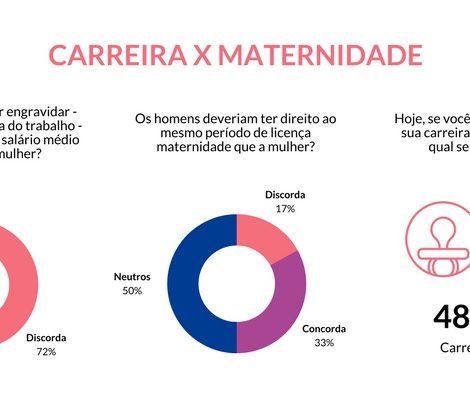 CARREIRA X MATERNIDADE
r engravidar -
a do trabalho -
salário médio
mulher?
Discorda
72%
Os homens deveriam ter direito ao
mesmo período de licença
maternidade que a mulher?
Discorda
17%
Neutros
50%
Concorda
33%
Hoje, se você
sua carreira
qual se
48
Carre